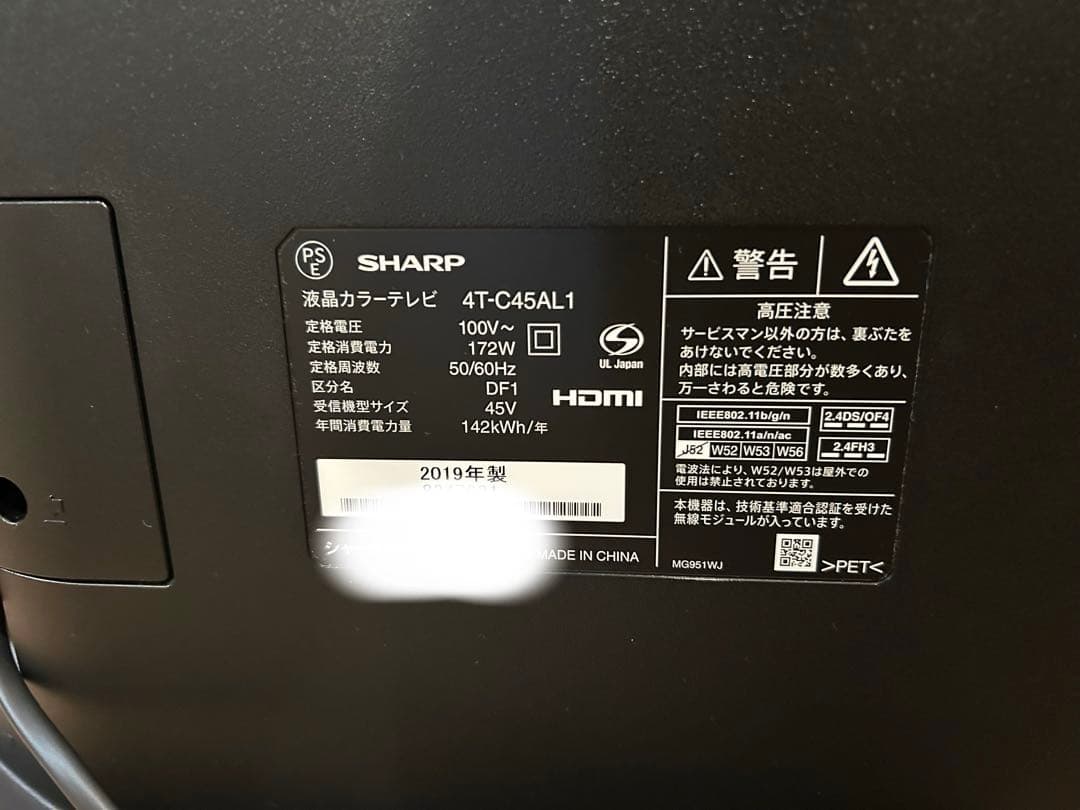 PSE SHARP
液晶カラーテレビ 4T-C45AL1
定格電圧 100V～
定格消費電力 172W
定格周波数 50/60Hz
区分名 DF1
受信機型サイズ 45V
年間消費電力量 142kWh/年
UL Japan
HDMI
2019年製
MADE IN CHINA
警告
高圧注意
サービスマン以外の方は、裏ぶたを
あけないでください。
内部には高電圧部分が数多くあり、
万一さわると危険です。
IEEE802.11b/g/n
IEEE802.11a/n/ac
J52 W52 W53 W56
2.4DS/OF4
2.4FH3
電波法により、W52/W53は屋外での
使用は禁止されております。
本機器は、技術基準適合認証を受けた
無線モジュールが入っています。
MG951WJ
>PET<